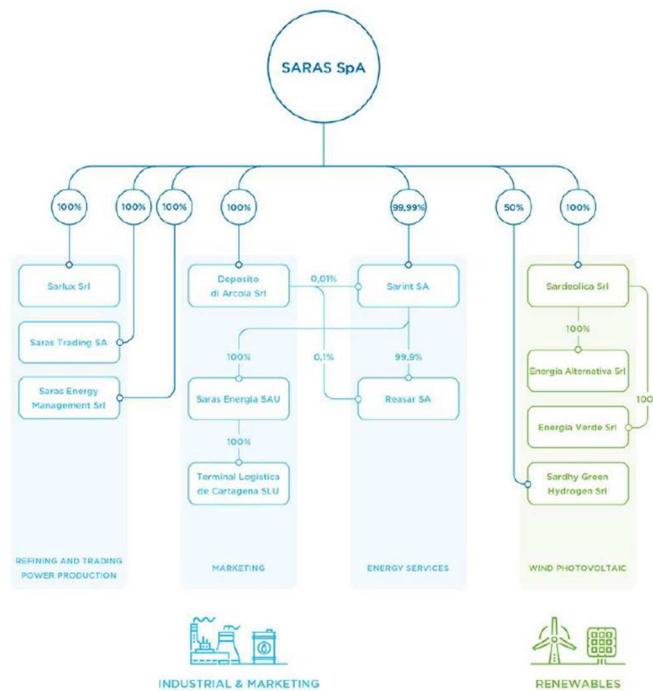 SARAS SpA
100%
100%
100%
100%
99,99%
50%
100%
Sarlux Srl
Deposito
di Arcola Srl
0,01%
Sarint SA
Sardeolica Srl
Saras Trading SA
100%
0,1%
99,9%
100%
Energia Alternativa Srl
Saras Energy
Management Srl
Saras Energia SAU
Reasar SA
100
Energia Verde Srl
100%
Terminal Logistica
de Cartagena SLU
Sardhy Green
Hydrogen Srl
REFINING AND TRADING
POWER PRODUCTION
MARKETING
ENERGY SERVICES
WIND PHOTOVOLTAIC
INDUSTRIAL & MARKETING
RENEWABLES